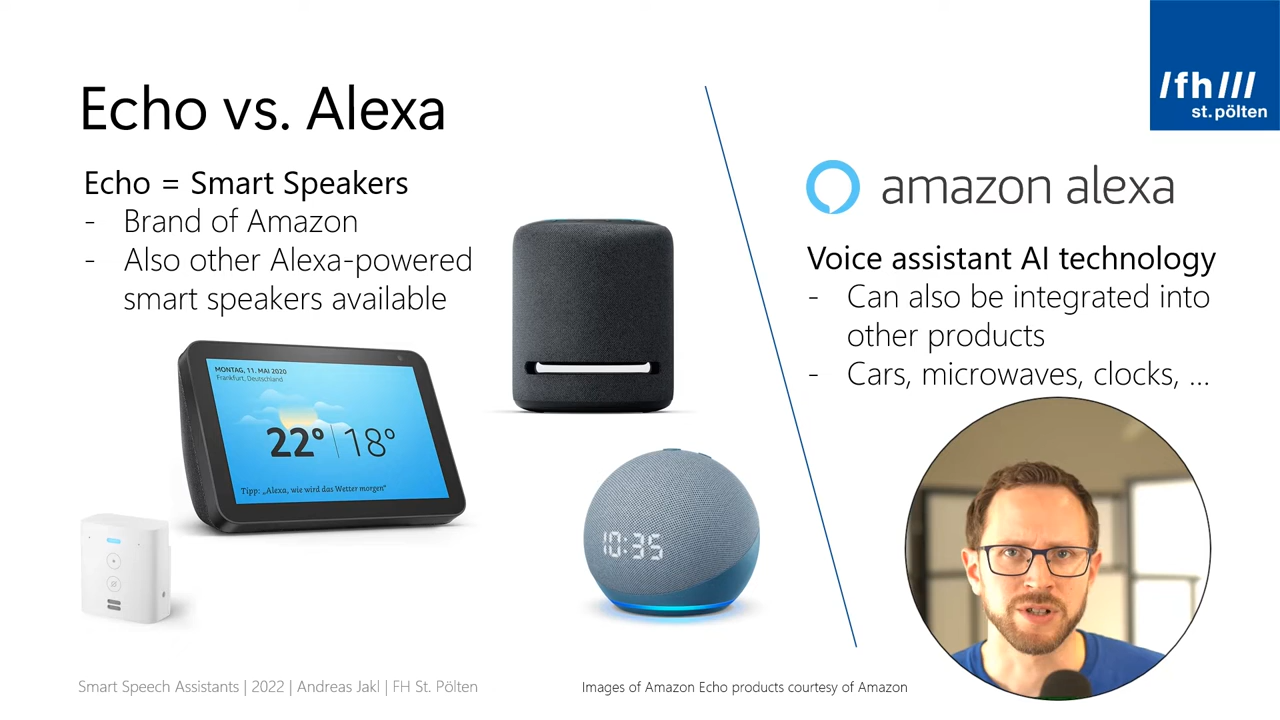 /fh///
st.pölten
Echo vs. Alexa
Echo = Smart Speakers
- Brand of Amazon
- Also other Alexa-powered
smart speakers available
MONTAG, 11. MAI 2020
Frankfurt, Deutschland
22° | 18°
Tipp: „Alexa, wie wird das Wetter morgen“
10:35
amazon alexa
Voice assistant AI technology
- Can also be integrated into
other products
- Cars, microwaves, clocks, ...
Smart Speech Assistants | 2022 | Andreas Jakl | FH St. Pölten
Images of Amazon Echo products courtesy of Amazon